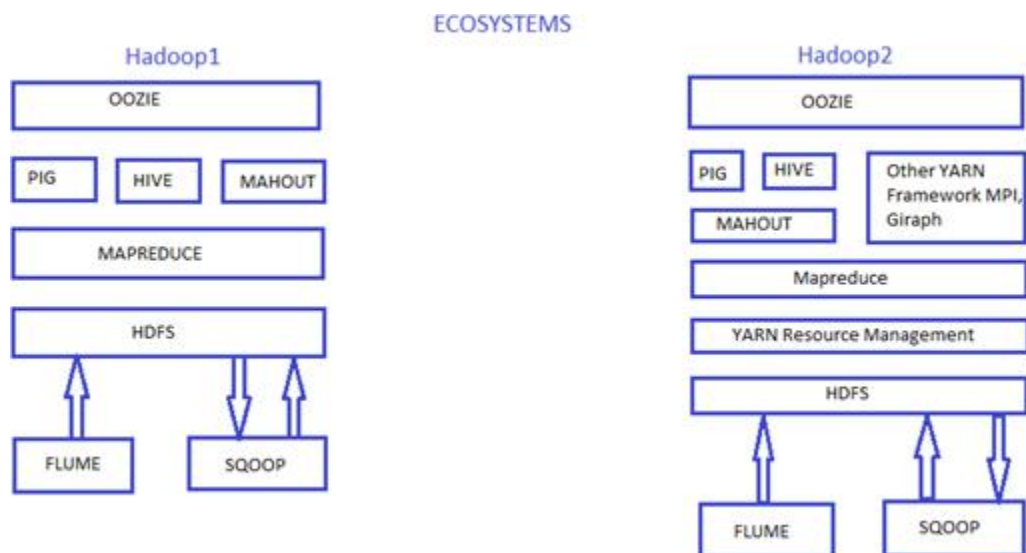 ECOSYSTEMS
Hadoop1
OOZIE
PIG
HIVE
MAHOUT
MAPREDUCE
HDFS
FLUME
SQOOP
Hadoop2
OOZIE
PIG
HIVE
Other YARN
Framework MPI,
Giraph
MAHOUT
Mapreduce
YARN Resource Management
HDFS
FLUME
SQOOP